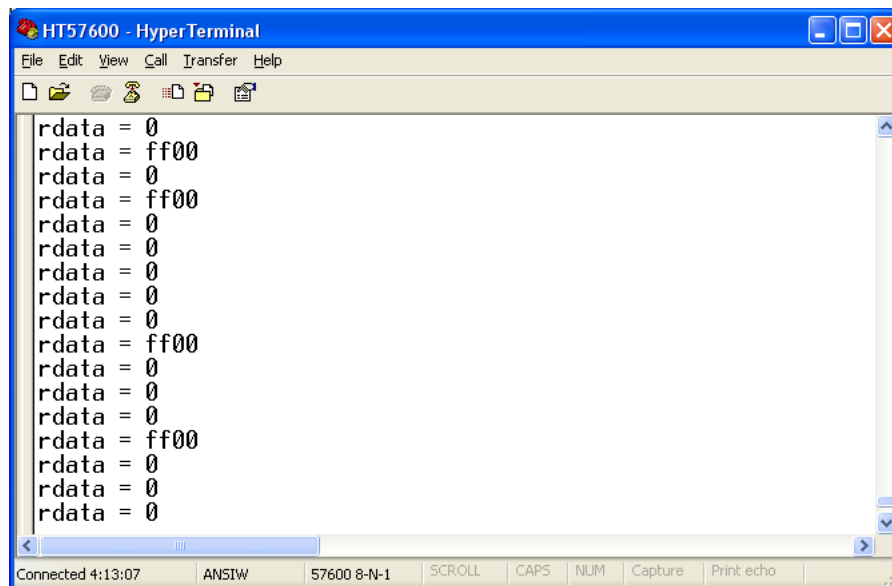 HT57600 - HyperTerminal
File Edit View Call Transfer Help
rdata = 0
rdata = ff00
rdata = 0
rdata = ff00
rdata = 0
rdata = 0
rdata = 0
rdata = 0
rdata = 0
rdata = ff00
rdata = 0
rdata = 0
rdata = 0
rdata = ff00
rdata = 0
rdata = 0
rdata = 0
Connected 4:13:07 ANSIW 57600 8-N-1 SCROLL CAPS NUM Capture Print echo